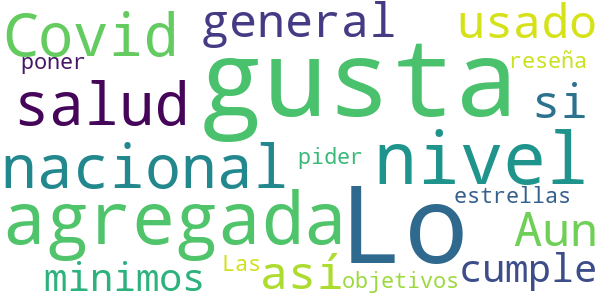 Covid general usado
poner gusta reseña
salud si
nacional pider nivel
agregada Lo estrellas
Aun
minimos Las así objetivos cumple